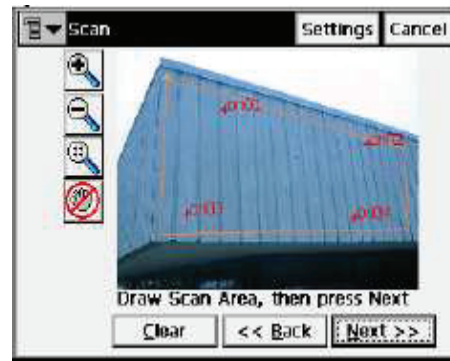 Scan
Settings
Cancel
Draw Scan Area, then press Next
Clear
<< Back
Next >>